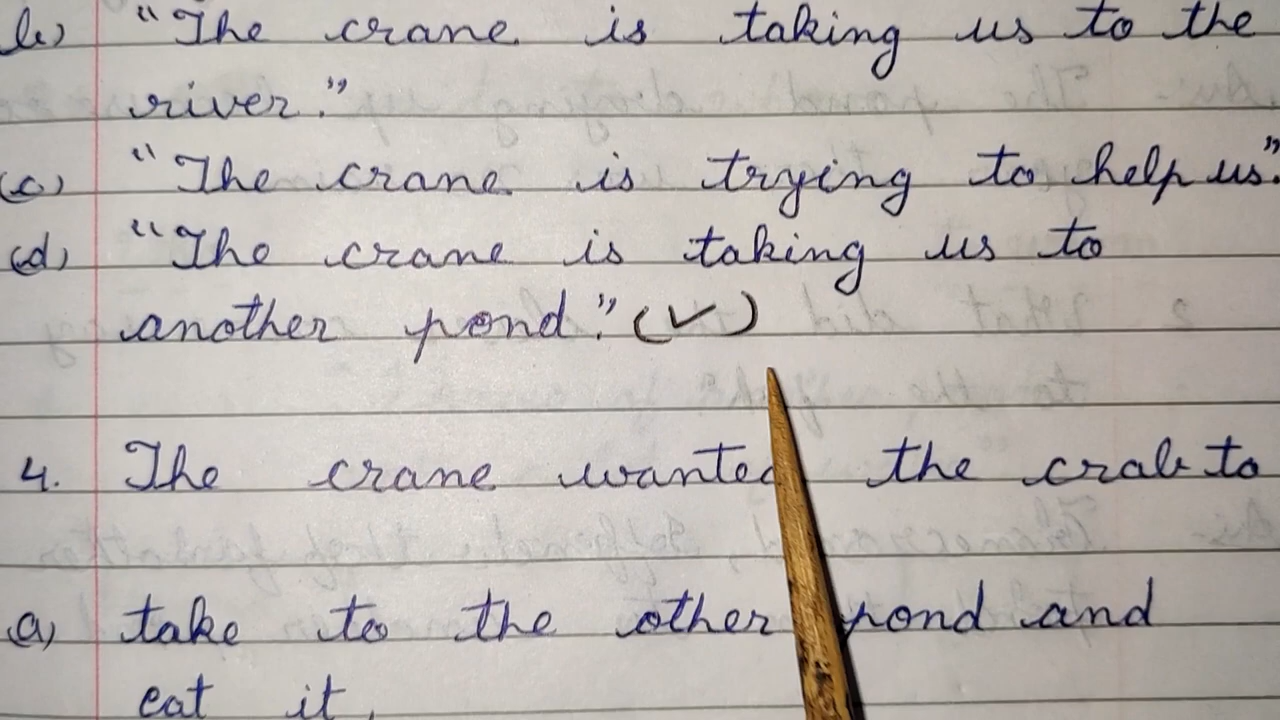 b) "The crane is taking us to the
river."
(c) "The crane is trying to help us".
(d) "The crane is taking us to
another pond." (✓)
4. The crane wanted the crab to
a) take to the other pond and
eat it.